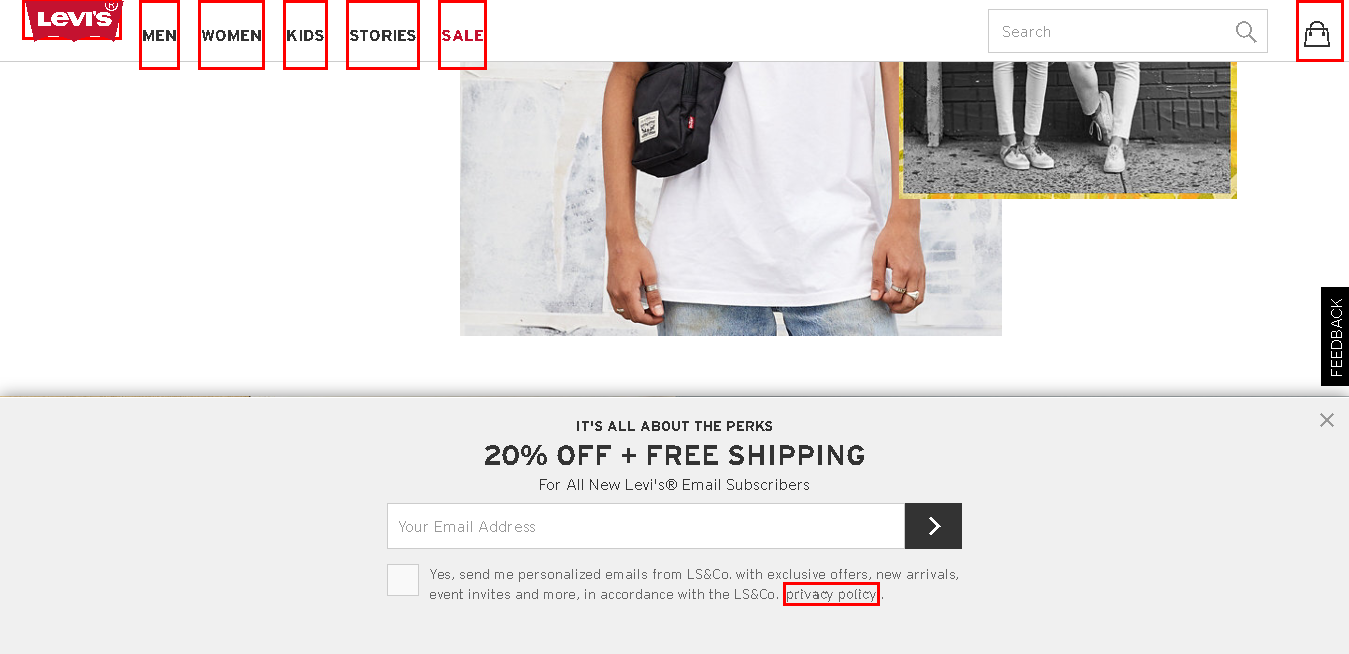 Levi's®
MEN WOMEN KIDS STORIES SALE
Search
FEEDBACK
IT'S ALL ABOUT THE PERKS
20% OFF + FREE SHIPPING
For All New Levi's® Email Subscribers
Your Email Address
Yes, send me personalized emails from LS&Co. with exclusive offers, new arrivals,
event invites and more, in accordance with the LS&Co. privacy policy.